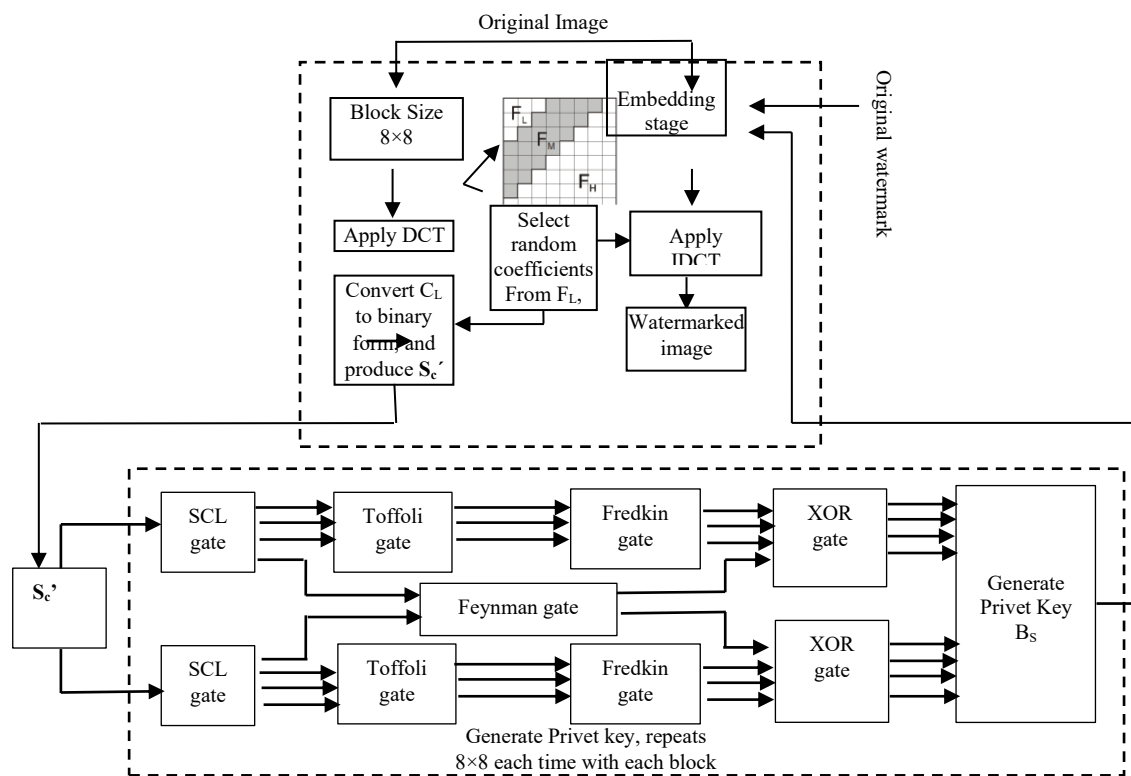 Original Image
Block Size
8×8
F_L
F_M
F_H
Embedding
stage
Original watermark
Apply DCT
Select
random
coefficients
From F_L,
Apply
IDCT
Convert C_L
to binary
form, and
produce S_c´
Watermarked
image
S_c’
SCL
gate
Toffoli
gate
Fredkin
gate
XOR
gate
Feynman gate
Generate
Privet Key
B_S
SCL
gate
Toffoli
gate
Fredkin
gate
XOR
gate
Generate Privet key, repeats
8×8 each time with each block